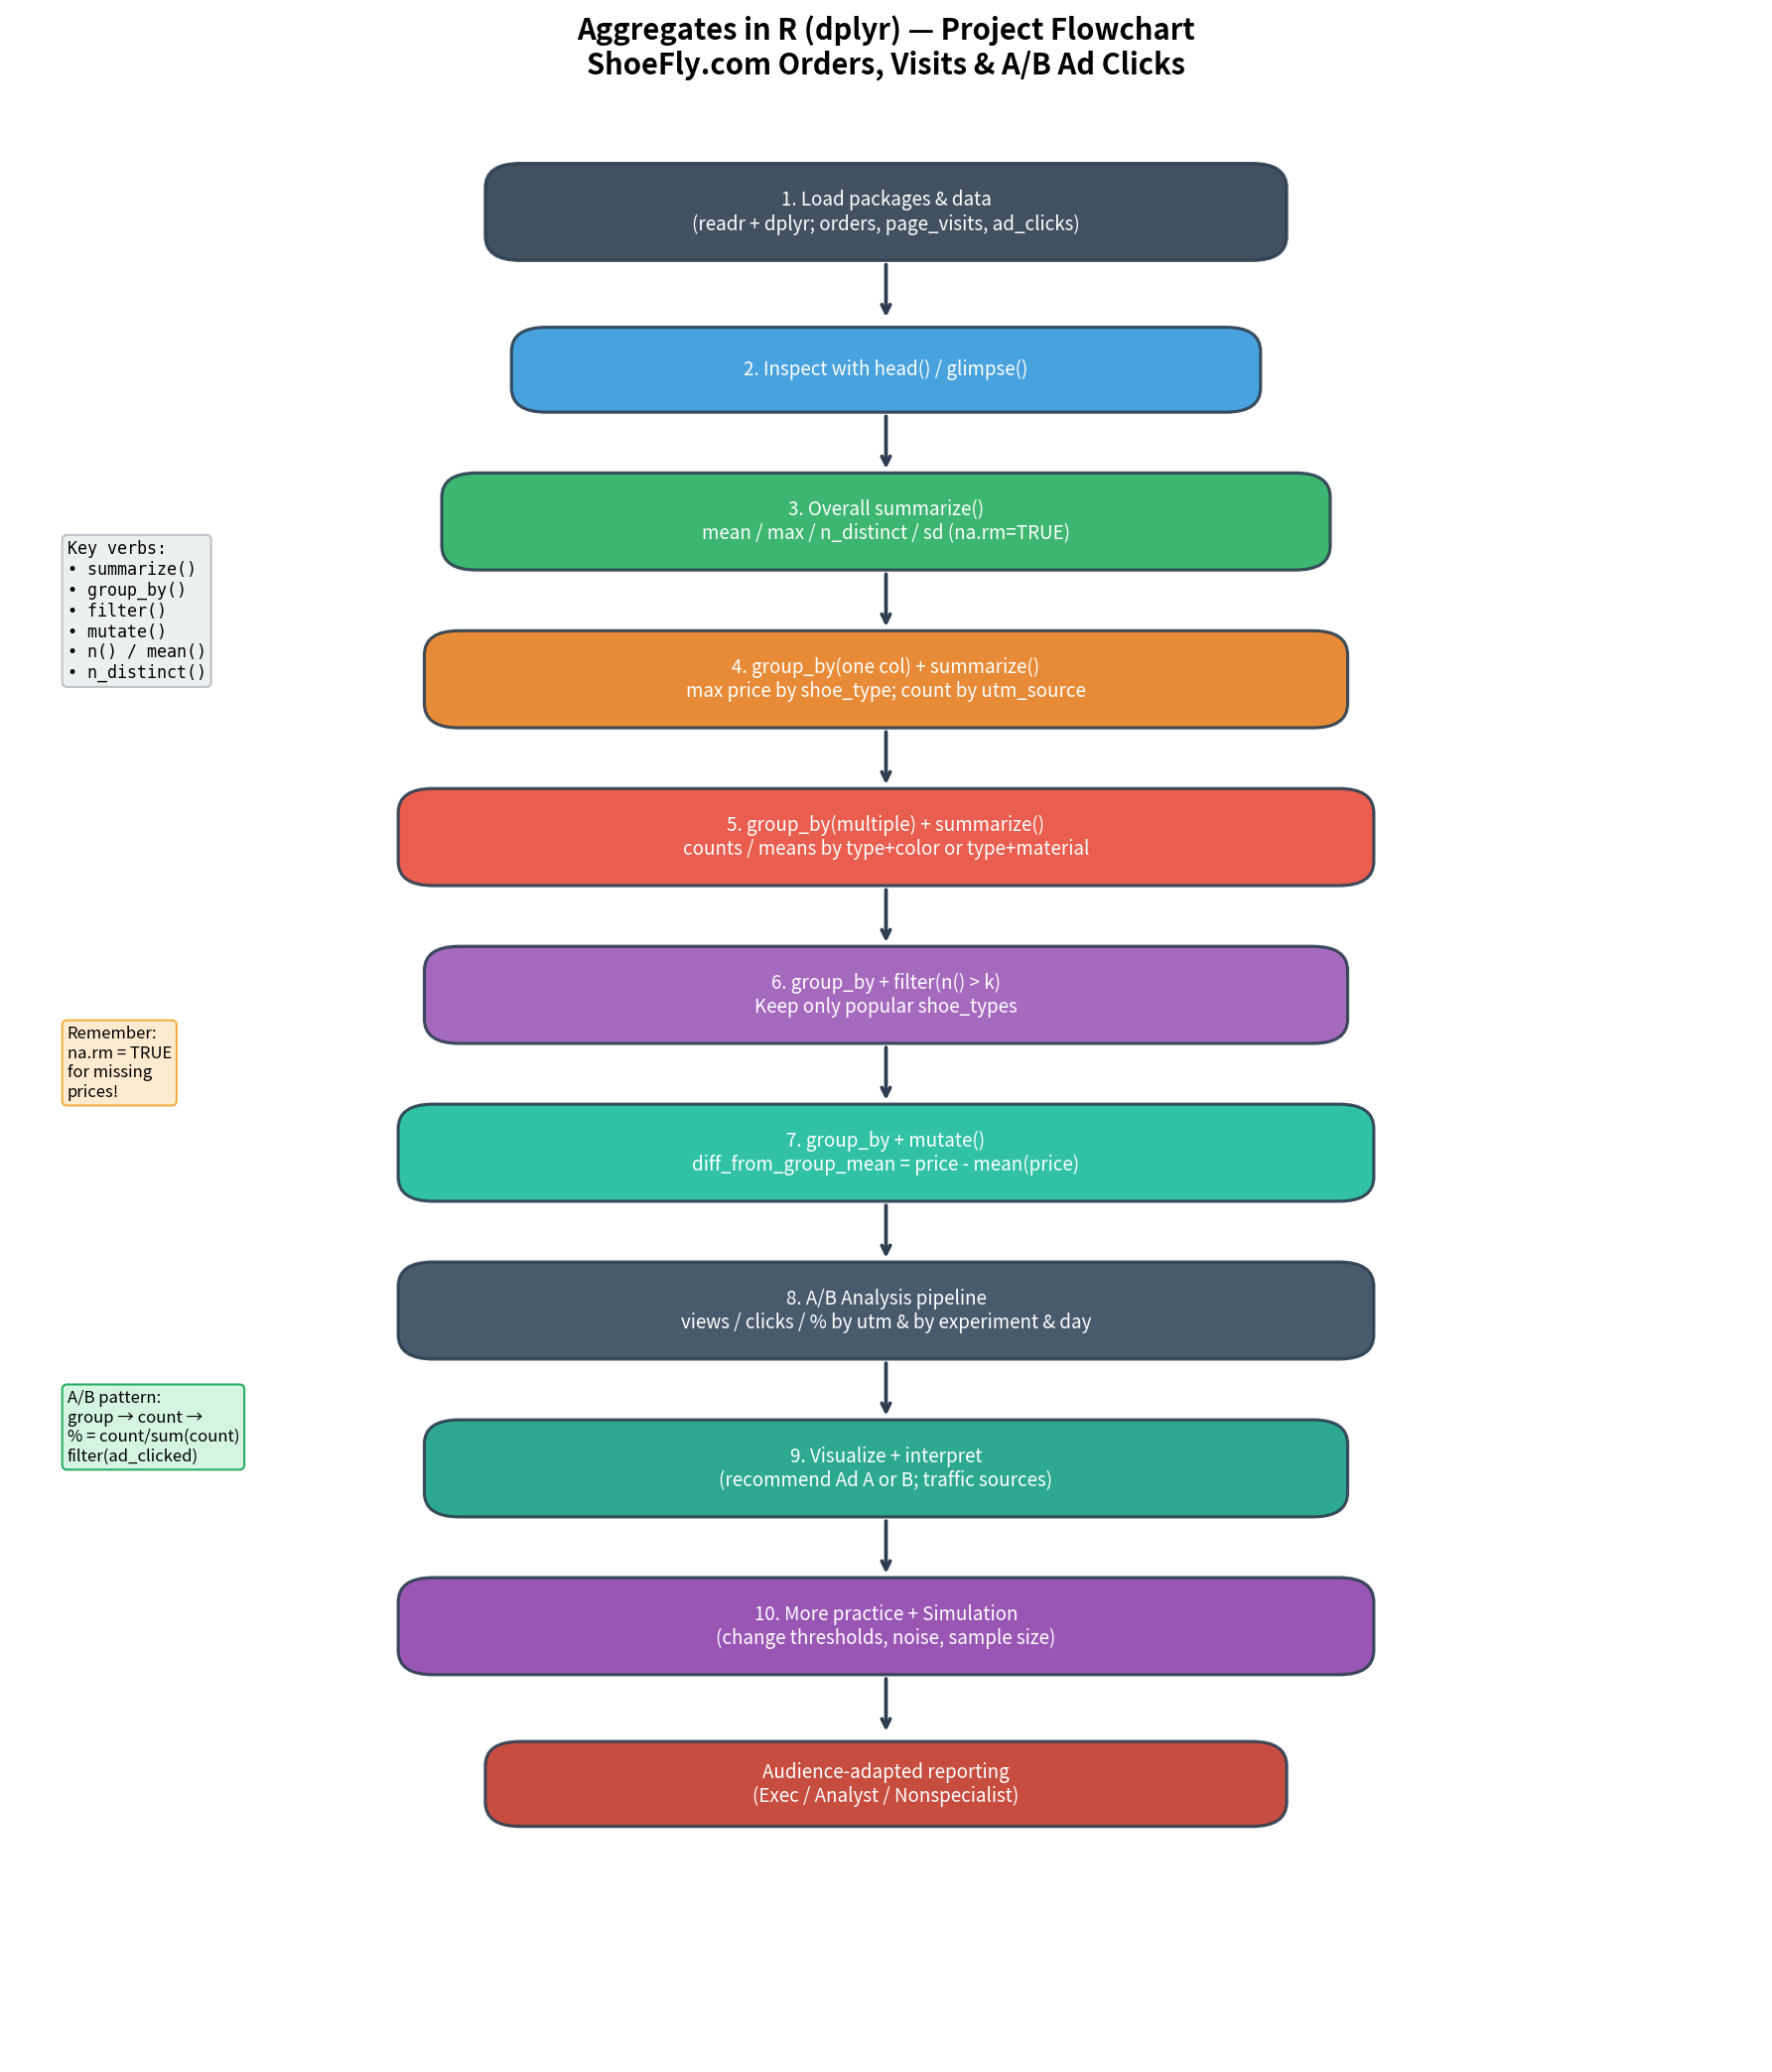 Aggregates in R (dplyr) — Project Flowchart
ShoeFly.com Orders, Visits & A/B Ad Clicks
1. Load packages & data
(readr + dplyr; orders, page_visits, ad_clicks)
2. Inspect with head() / glimpse()
3. Overall summarize()
mean / max / n_distinct / sd (na.rm=TRUE)
Key verbs:
• summarize()
• group_by()
• filter()
• mutate()
• n() / mean()
• n_distinct()
4. group_by(one col) + summarize()
max price by shoe_type; count by utm_source
5. group_by(multiple) + summarize()
counts / means by type+color or type+material
6. group_by + filter(n() > k)
Keep only popular shoe_types
Remember:
na.rm = TRUE
for missing
prices!
7. group_by + mutate()
diff_from_group_mean = price - mean(price)
8. A/B Analysis pipeline
views / clicks / % by utm & by experiment & day
A/B pattern:
group → count →
% = count/sum(count)
filter(ad_clicked)
9. Visualize + interpret
(recommend Ad A or B; traffic sources)
10. More practice + Simulation
(change thresholds, noise, sample size)
Audience-adapted reporting
(Exec / Analyst / Nonspecialist)